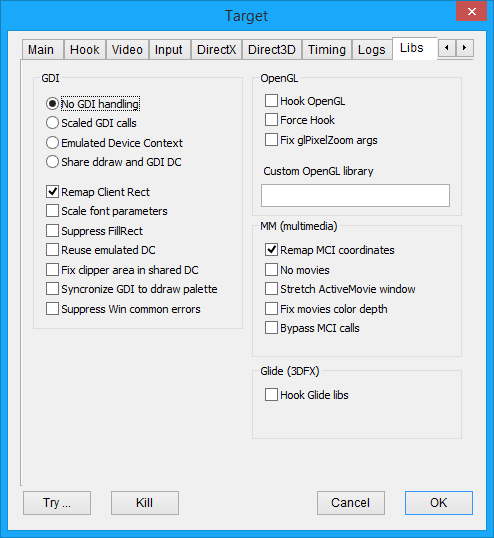 Target
Main Hook Video Input DirectX Direct3D Timing Logs Libs
GDI
No GDI handling
Scaled GDI calls
Emulated Device Context
Share ddraw and GDI DC
Remap Client Rect
Scale font parameters
Suppress FillRect
Reuse emulated DC
Fix clipper area in shared DC
Syncronize GDI to ddraw palette
Suppress Win common errors
OpenGL
Hook OpenGL
Force Hook
Fix glPixelZoom args
Custom OpenGL library
MM (multimedia)
Remap MCI coordinates
No movies
Stretch ActiveMovie window
Fix movies color depth
Bypass MCI calls
Glide (3DFX)
Hook Glide libs
Try ... Kill Cancel OK